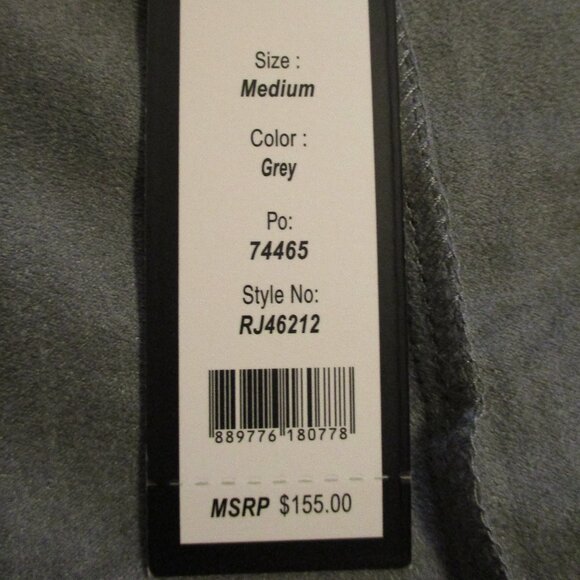 Size :
Medium
Color :
Grey
Po:
74465
Style No:
RJ46212
889776 180778
MSRP $155.00